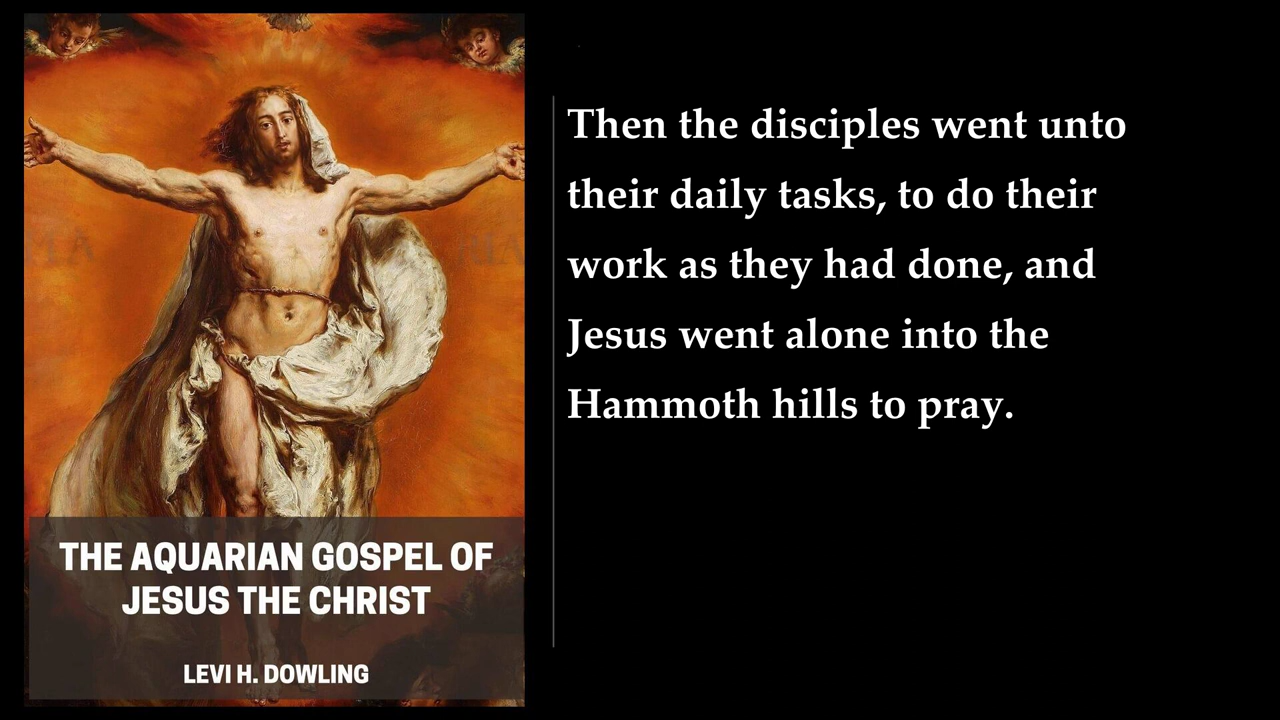 THE AQUARIAN GOSPEL OF
JESUS THE CHRIST
LEVI H. DOWLING
Then the disciples went unto
their daily tasks, to do their
work as they had done, and
Jesus went alone into the
Hammoth hills to pray.